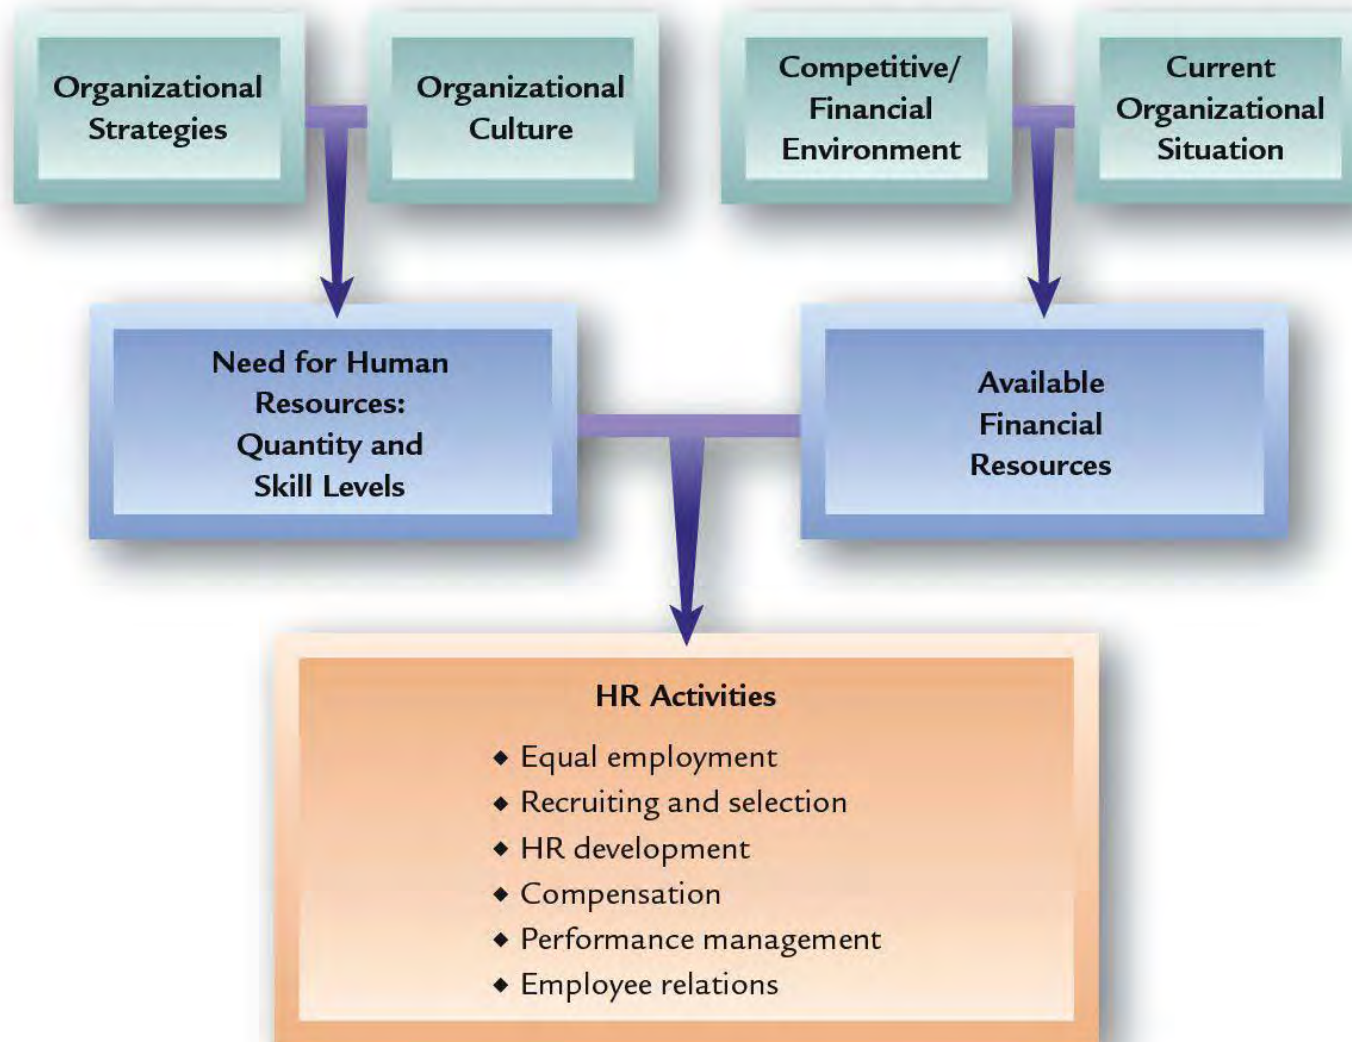 Organizational
Strategies
Organizational
Culture
Competitive/
Financial
Environment
Current
Organizational
Situation
Need for Human
Resources:
Quantity and
Skill Levels
Available
Financial
Resources
HR Activities
◆ Equal employment
◆ Recruiting and selection
◆ HR development
◆ Compensation
◆ Performance management
◆ Employee relations